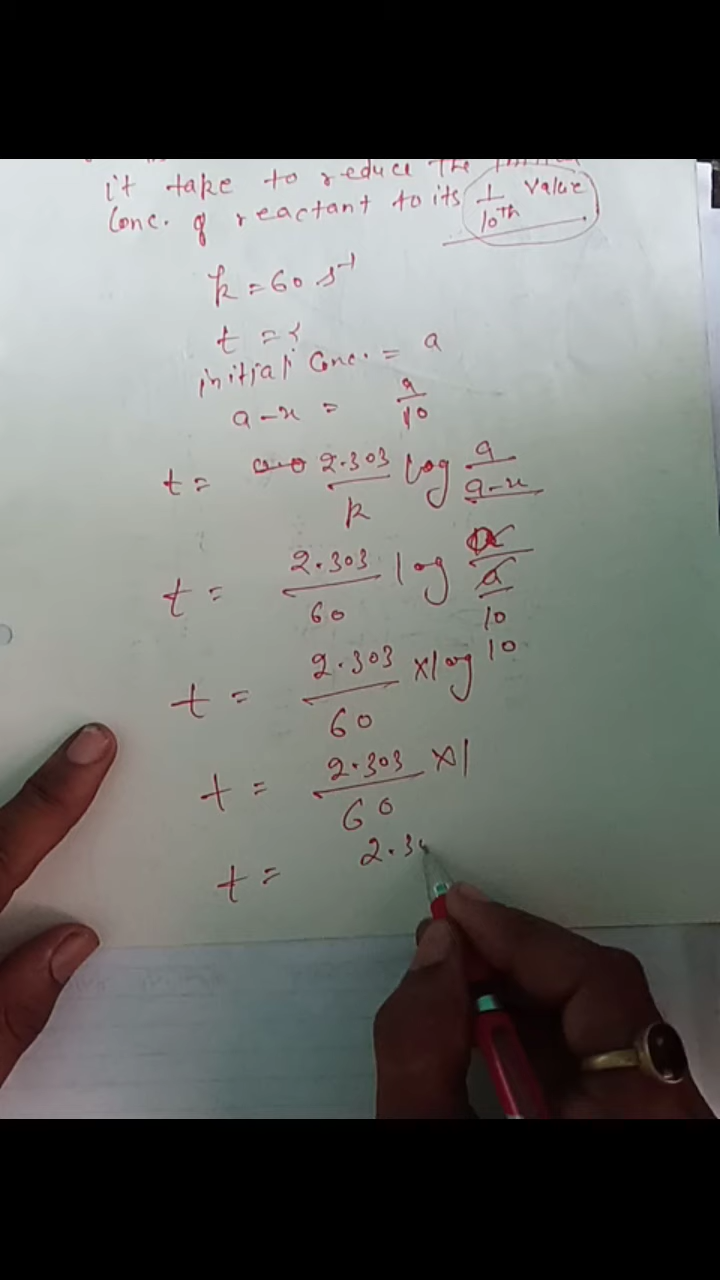 it take to reduce the
Conc. of reactant to its 1/10th value
k = 60 s⁻¹
t = ?
initial Conc. = a
a-x = a/10
t = 2.303/k log a/a-x
t = 2.303/60 log a/a/10
t = 2.303/60 × log 10
t = 2.303/60 × 1
t = 2.30